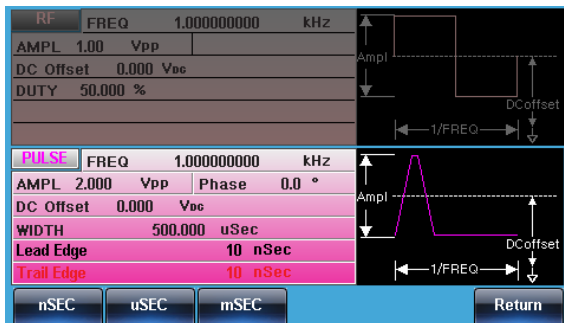 RF FREQ 1.000000000 kHz
AMPL 1.00 Vpp
DC Offset 0.000 VDC
DUTY 50.000 %
Ampl
DCoffset
1/FREQ
PULSE FREQ 1.000000000 kHz
AMPL 2.000 Vpp Phase 0.0 °
DC Offset 0.000 VDC
WIDTH 500.000 uSec
Lead Edge 10 nSec
Trail Edge 10 nSec
Ampl
DCoffset
1/FREQ
nSEC uSEC mSEC Return